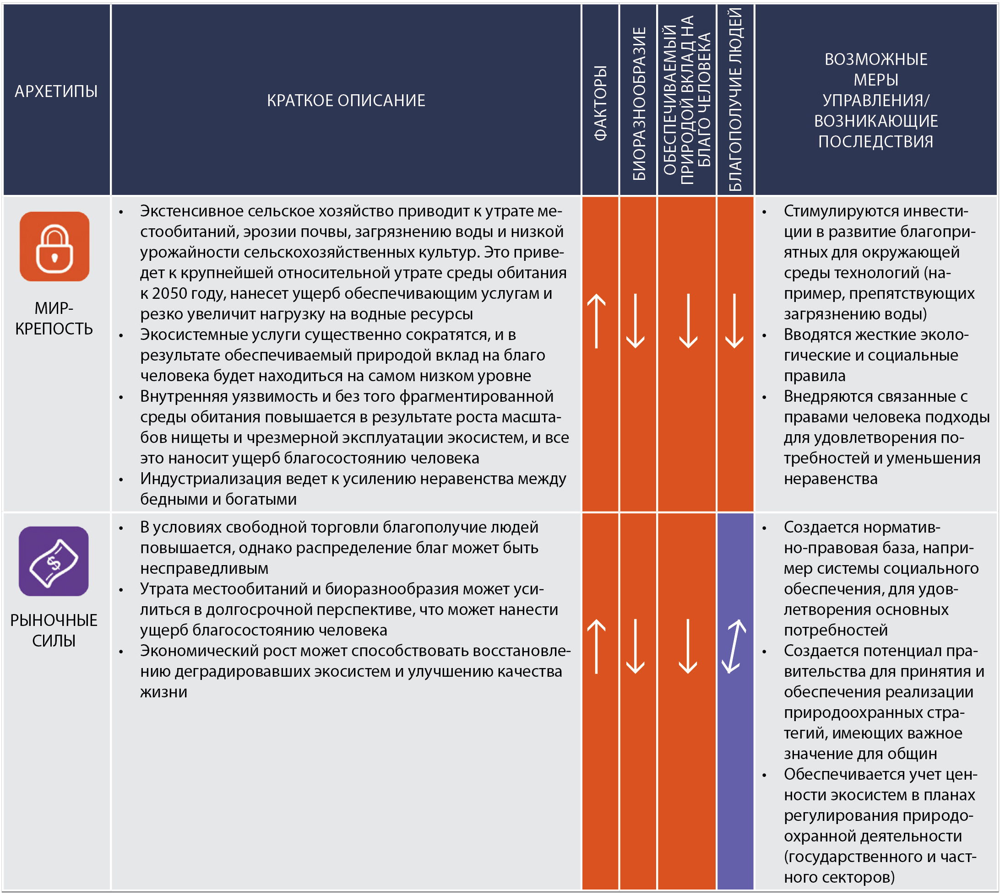 АРХЕТИПЫ
КРАТКОЕ ОПИСАНИЕ
ФАКТОРЫ
БИОРАЗНООБРАЗИЕ
ОБЕСПЕЧИВАЕМЫЙ
ПРИРОДОЙ ВКЛАД НА
БЛАГО ЧЕЛОВЕКА
БЛАГОПОЛУЧИЕ ЛЮДЕЙ
ВОЗМОЖНЫЕ
МЕРЫ
УПРАВЛЕНИЯ/
ВОЗНИКАЮЩИЕ
ПОСЛЕДСТВИЯ
МИР-
КРЕПОСТЬ
• Экстенсивное сельское хозяйство приводит к утрате ме-
стообитаний, эрозии почвы, загрязнению воды и низкой
урожайности сельскохозяйственных культур. Это приве-
дет к крупнейшей относительной утрате среды обитания
к 2050 году, нанесет ущерб обеспечивающим услугам и
резко увеличит нагрузку на водные ресурсы
• Экосистемные услуги существенно сократятся, и в
результате обеспечиваемый природой вклад на благо
человека будет находиться на самом низком уровне
• Внутренняя уязвимость и без того фрагментированной
среды обитания повышается в результате роста масшта-
бов нищеты и чрезмерной эксплуатации экосистем, и все
это наносит ущерб благосостоянию человека
• Индустриализация ведет к усилению неравенства между
бедными и богатыми
• Стимулируются инвести-
ции в развитие благопри-
ятных для окружающей
среды технологий (на-
пример, препятствующих
загрязнению воды)
• Вводятся жесткие эколо-
гические и социальные
правила
• Внедряются связанные с
правами человека подходы
для удовлетворения по-
требностей и уменьшения
неравенства
$
РЫНОЧНЫЕ
СИЛЫ
• В условиях свободной торговли благополучие людей
повышается, однако распределение благ может быть
несправедливым
• Утрата местообитаний и биоразнообразия может уси-
литься в долгосрочной перспективе, что может нанести
ущерб благосостоянию человека
• Экономический рост может способствовать восстановле-
нию деградировавших экосистем и улучшению качества
жизни
• Создается норматив-
но-правовая база, напри-
мер системы социального
обеспечения, для удов-
летворения основных
потребностей
• Создается потенциал пра-
вительства для принятия и
обеспечения реализации
природоохранных стра-
тегий, имеющих важное
значение для общин
• Обеспечивается учет цен-
ности экосистем в планах
регулирования природо-
охранной деятельности
(государственного и част-
ного секторов)